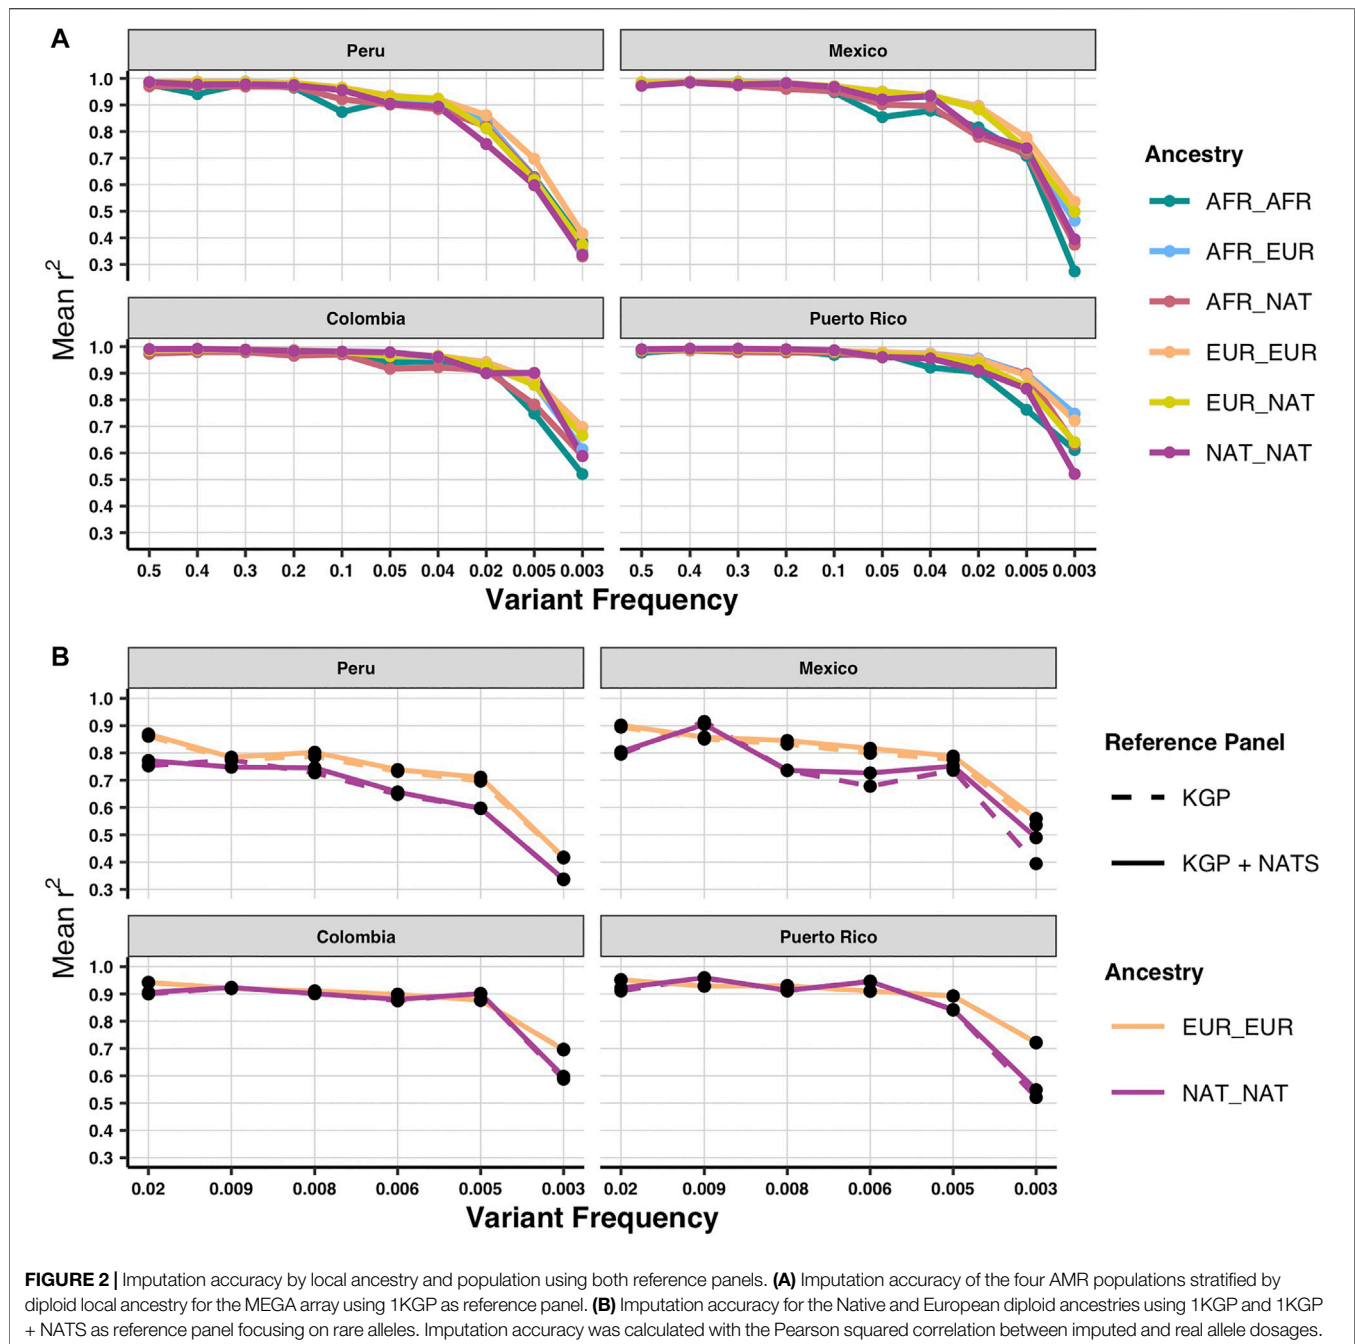 A
Peru
Mexico
1.0
0.9
0.8
0.7
0.6
0.5
0.4
0.3
Colombia
Puerto Rico
1.0
0.9
0.8
0.7
0.6
0.5
0.4
0.3
Mean r²
0.5 0.4 0.3 0.2 0.1 0.05 0.04 0.02 0.005 0.003
0.5 0.4 0.3 0.2 0.1 0.05 0.04 0.02 0.005 0.003
Variant Frequency
Ancestry
AFR_AFR
AFR_EUR
AFR_NAT
EUR_EUR
EUR_NAT
NAT_NAT
B
Peru
Mexico
1.0
0.9
0.8
0.7
0.6
0.5
0.4
0.3
Colombia
Puerto Rico
1.0
0.9
0.8
0.7
0.6
0.5
0.4
0.3
Mean r²
0.02 0.009 0.008 0.006 0.005 0.003
0.02 0.009 0.008 0.006 0.005 0.003
Variant Frequency
Reference Panel
KGP
KGP + NATS
Ancestry
EUR_EUR
NAT_NAT
FIGURE 2 | Imputation accuracy by local ancestry and population using both reference panels. (A) Imputation accuracy of the four AMR populations stratified by
diploid local ancestry for the MEGA array using 1KGP as reference panel. (B) Imputation accuracy for the Native and European diploid ancestries using 1KGP and 1KGP
+ NATS as reference panel focusing on rare alleles. Imputation accuracy was calculated with the Pearson squared correlation between imputed and real allele dosages.